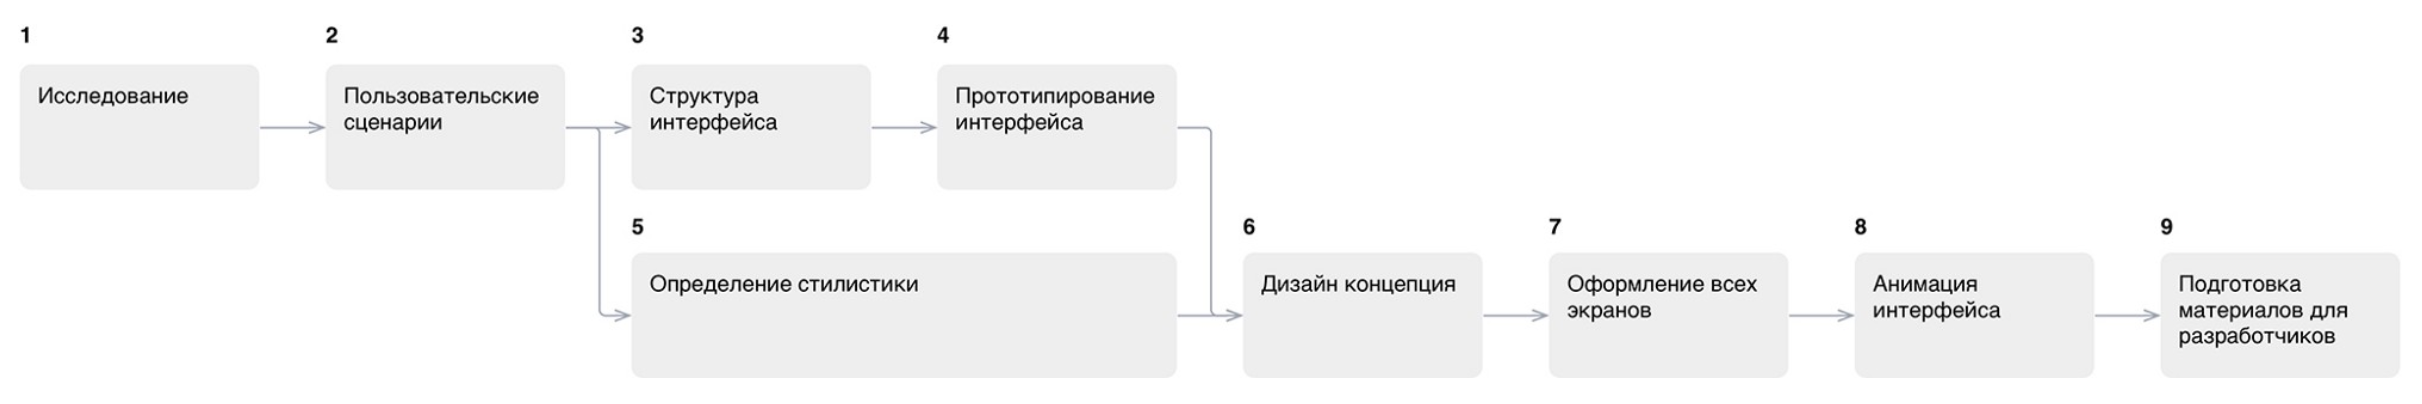 1
Исследование
2
Пользовательские
сценарии
3
Структура
интерфейса
4
Прототипирование
интерфейса
5
Определение стилистики
6
Дизайн концепция
7
Оформление всех
экранов
8
Анимация
интерфейса
9
Подготовка
материалов для
разработчиков